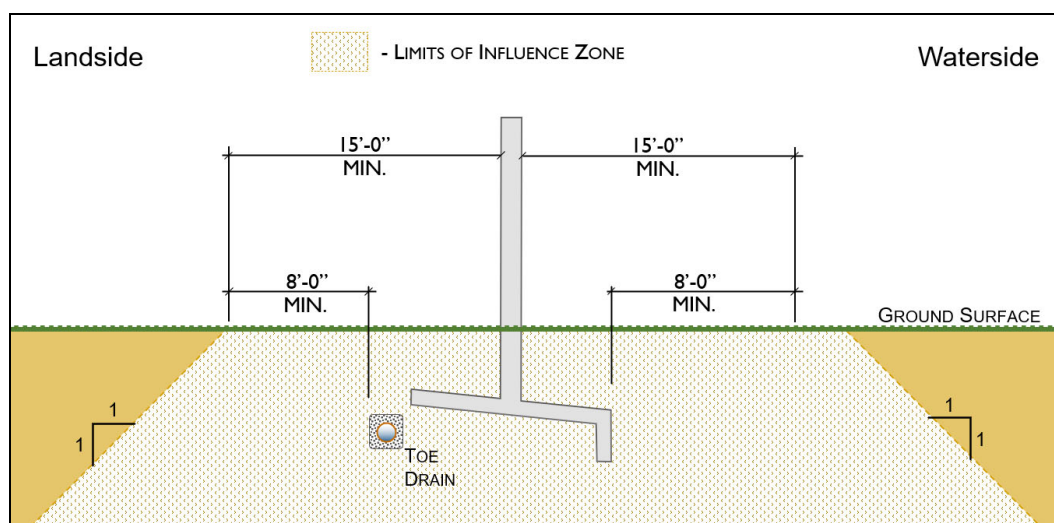 Landside
- LIMITS OF INFLUENCE ZONE
Waterside
15’-0”
MIN.
15’-0”
MIN.
8’-0”
MIN.
8’-0”
MIN.
GROUND SURFACE
1
1
1
1
TOE
DRAIN